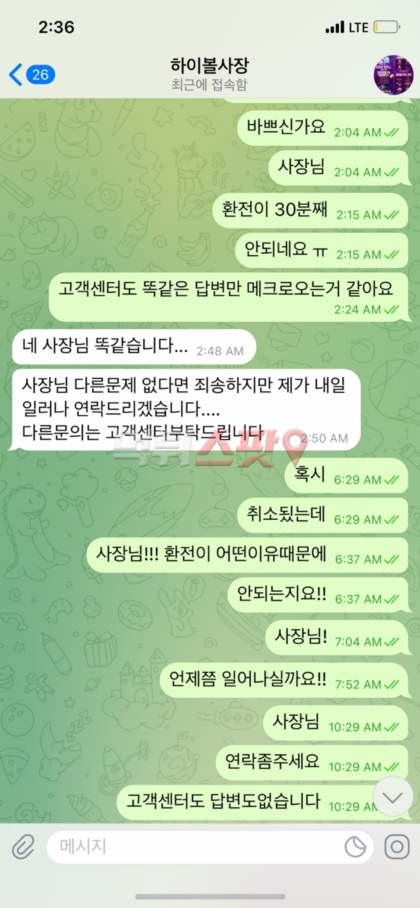 2:36
LTE
26
하이볼사장
최근에 접속함
바쁘신가요 2:04 AM
사장님 2:04 AM
환전이 30분째 2:15 AM
안되네요 ㅠ 2:15 AM
고객센터도 똑같은 답변만 메크로오는거 같아요
2:24 AM
네 사장님 똑같습니다... 2:48 AM
사장님 다른문제 없다면 죄송하지만 제가 내일
일러나 연락드리겠습니다....
다른문의는 고객센터부탁드립니다 2:50 AM
먹튀스팟
혹시 6:29 AM
취소됬는데 6:29 AM
사장님!!! 환전이 어떤이유때문에 6:37 AM
안되는지요!! 6:37 AM
사장님! 7:04 AM
언제쯤 일어나실까요!! 7:52 AM
사장님 10:29 AM
연락좀주세요 10:29 AM
고객센터도 답변도없습니다 10:29 AM
메시지